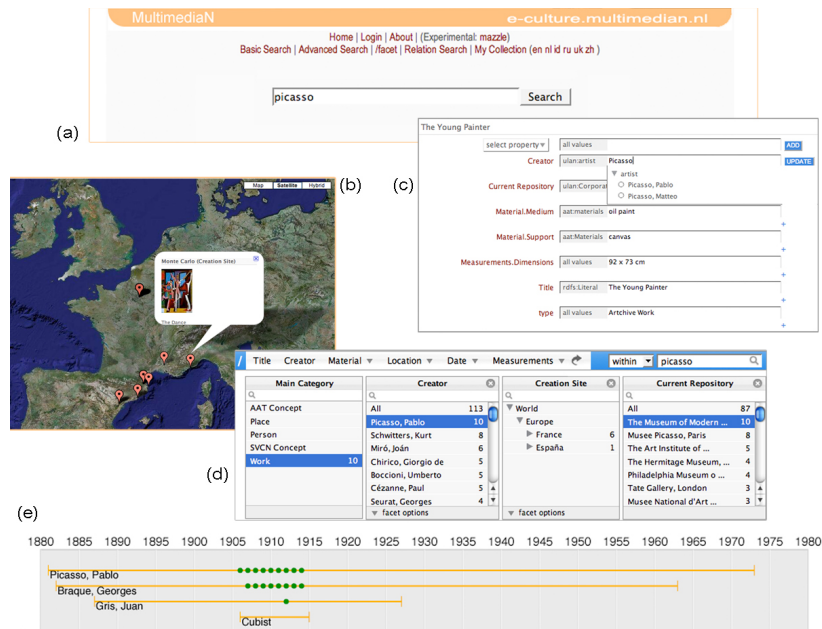 MultimediaN
e-culture.multimedian.nl
Home | Login | About | (Experimental: mazzle)
Basic Search | Advanced Search | /facet | Relation Search | My Collection (en nl id ru uk zh )
picasso
Search
(a)
The Young Painter
select property
all values
ADD
Creator
ulan:artist
Picasso
UPDATE
artist
Picasso, Pablo
Picasso, Matteo
Current Repository
ulan:Corporat
Material.Medium
aat:materials
oil paint
+
Material.Support
aat:Materials
canvas
+
Measurements.Dimensions
all values
92 x 73 cm
+
Title
rdfs:Literal
The Young Painter
+
type
all values
Artchive Work
+
(b)
(c)
Map
Satellite
Hybrid
Monte Carlo (Creation Site)
The Dance
/
Title
Creator
Material
Location
Date
Measurements
within
picasso
Main Category
AAT Concept
Place
Person
SVCN Concept
Work 10
Creator
All 113
Picasso, Pablo 10
Schwitters, Kurt 8
Miró, Joán 6
Chirico, Giorgio de 6
Boccioni, Umberto 5
Cézanne, Paul 5
Seurat, Georges 4
facet options
Creation Site
World
Europe
France 6
España 1
facet options
Current Repository
All 87
The Museum of Modern ... 10
Musee Picasso, Paris 8
The Art Institute of ... 5
The Hermitage Museum, ... 4
Philadelphia Museum o ... 4
Tate Gallery, London 3
Musee National d'Art ... 3
(d)
(e)
1880 1885 1890 1895 1900 1905 1910 1915 1920 1925 1930 1935 1940 1945 1950 1955 1960 1965 1970 1975 1980
Picasso, Pablo
Braque, Georges
Gris, Juan
Cubist